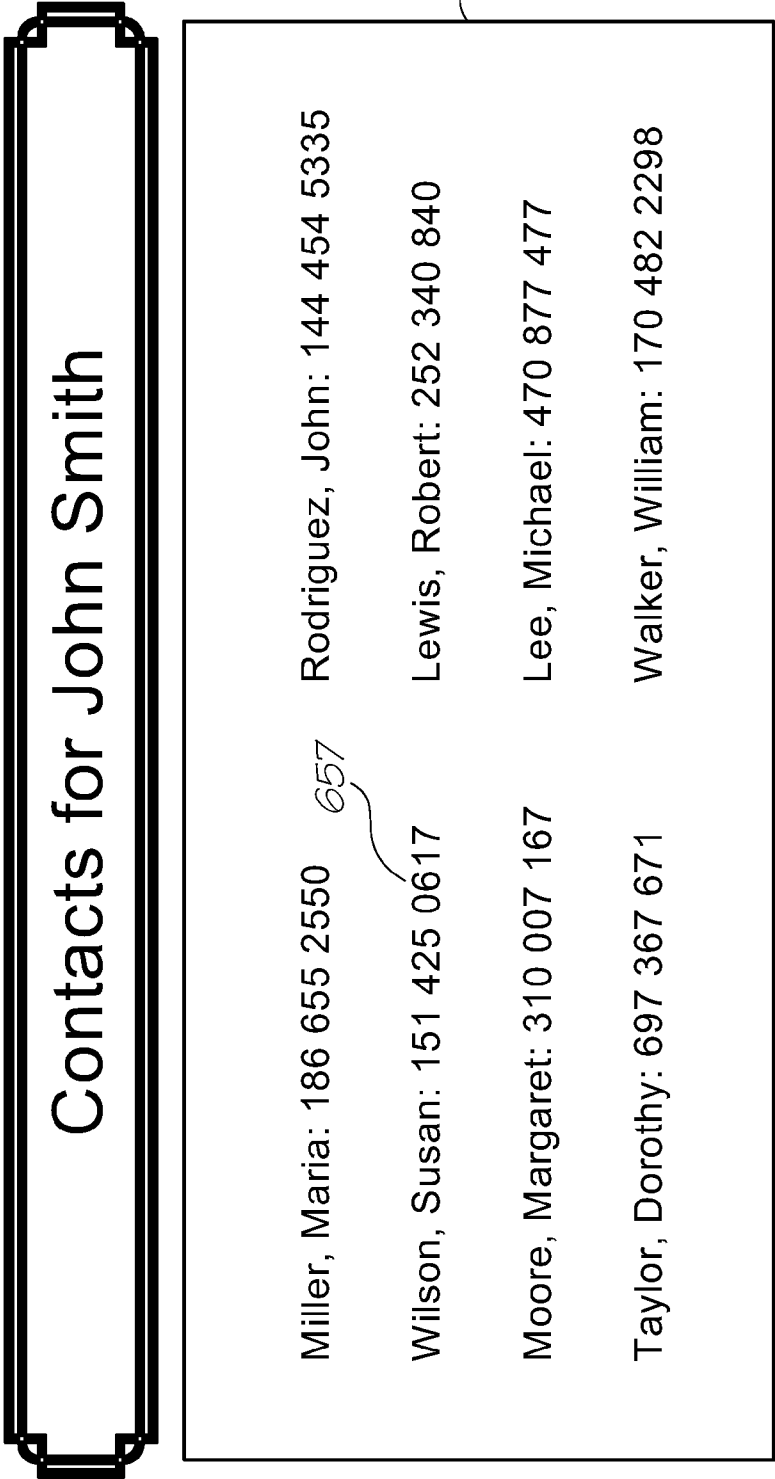 Contacts for John Smith
Miller, Maria: 186 655 2550
Rodriguez, John: 144 454 5335
657
Wilson, Susan: 151 425 0617
Lewis, Robert: 252 340 840
Moore, Margaret: 310 007 167
Lee, Michael: 470 877 477
Taylor, Dorothy: 697 367 671
Walker, William: 170 482 2298